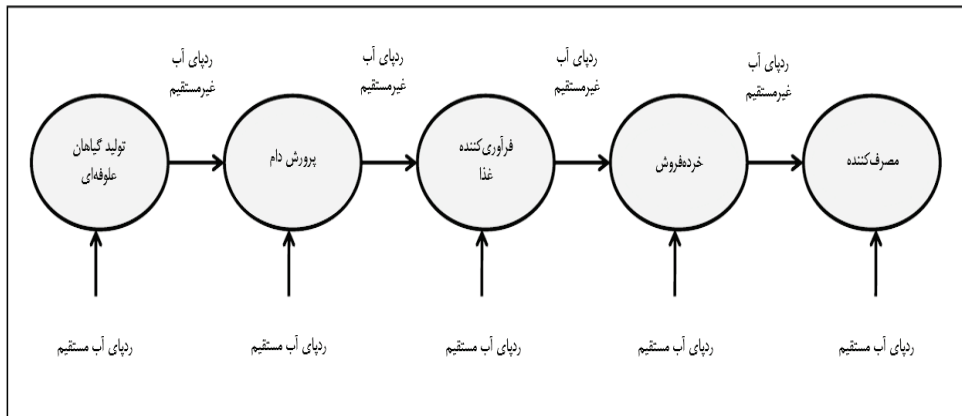 ردپای آب
غیرمستقیم
ردپای آب
غیرمستقیم
ردپای آب
غیرمستقیم
ردپای آب
غیرمستقیم
تولید گیاهان
علوفه‌ای
پرورش دام
فرآوری‌کننده
غذا
خرده‌فروش
مصرف‌کننده
ردپای آب مستقیم
ردپای آب مستقیم
ردپای آب مستقیم
ردپای آب مستقیم
ردپای آب مستقیم